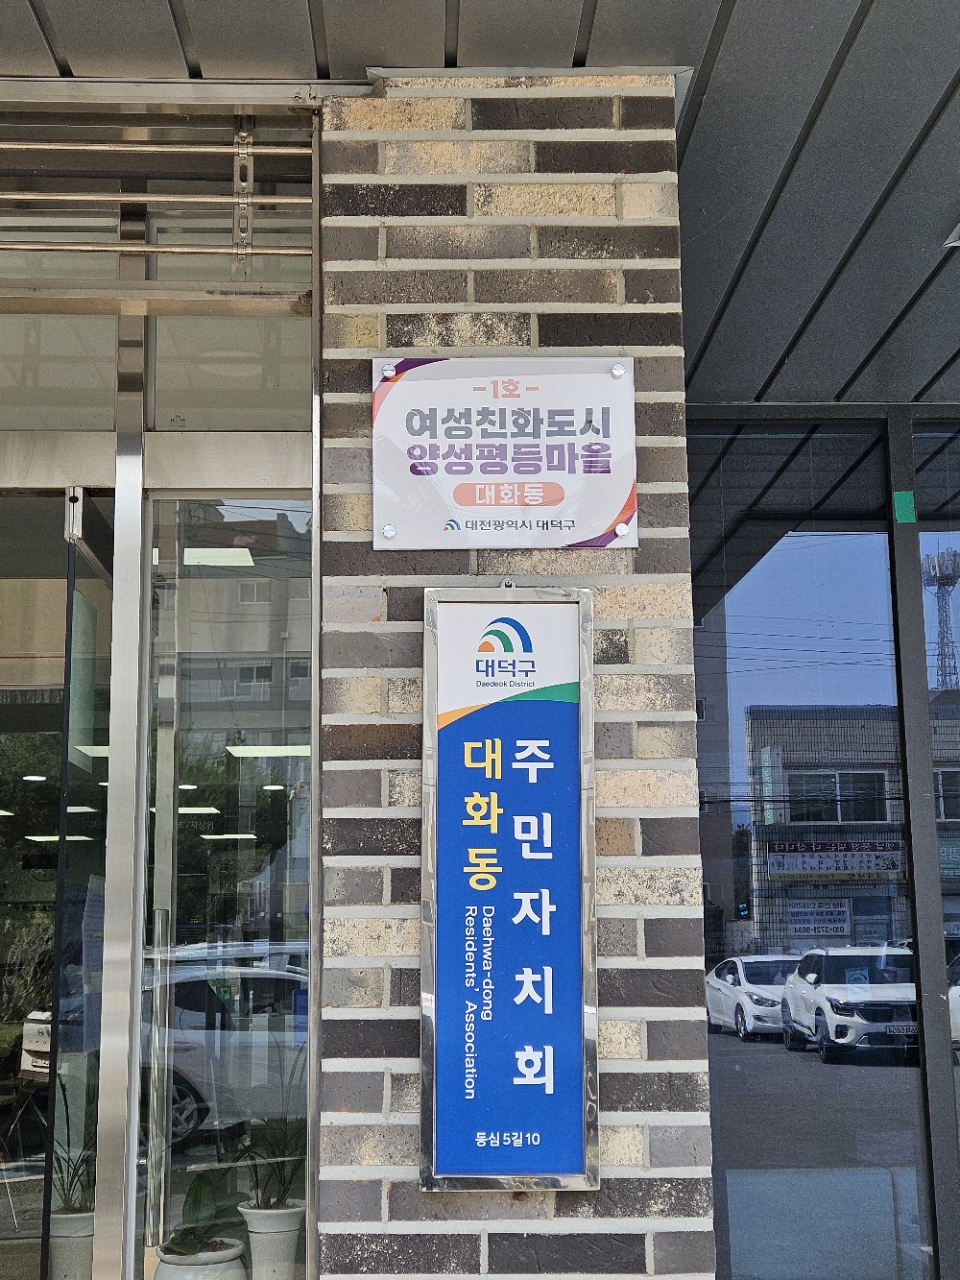 -1호-
여성친화도시
양성평등마을
대화동
대전광역시 대덕구
대덕구
Daedeok District
대화동
주민자치회
Daehwa-dong
Residents' Association
동심 5길 10